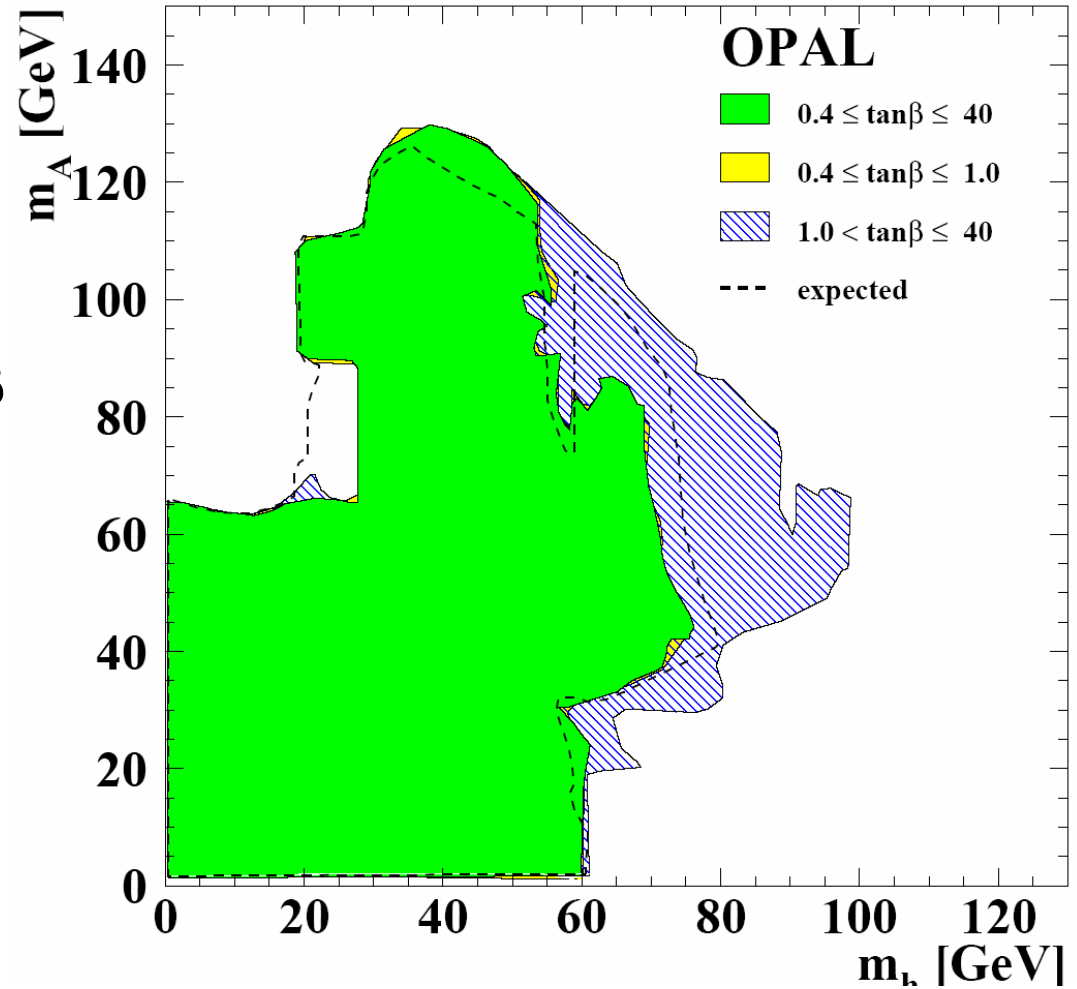 m_A [GeV]
140
120
100
80
60
40
20
0
OPAL
0.4 ≤ tanβ ≤ 40
0.4 ≤ tanβ ≤ 1.0
1.0 < tanβ ≤ 40
expected
0 20 40 60 80 100 120
m_h [GeV]